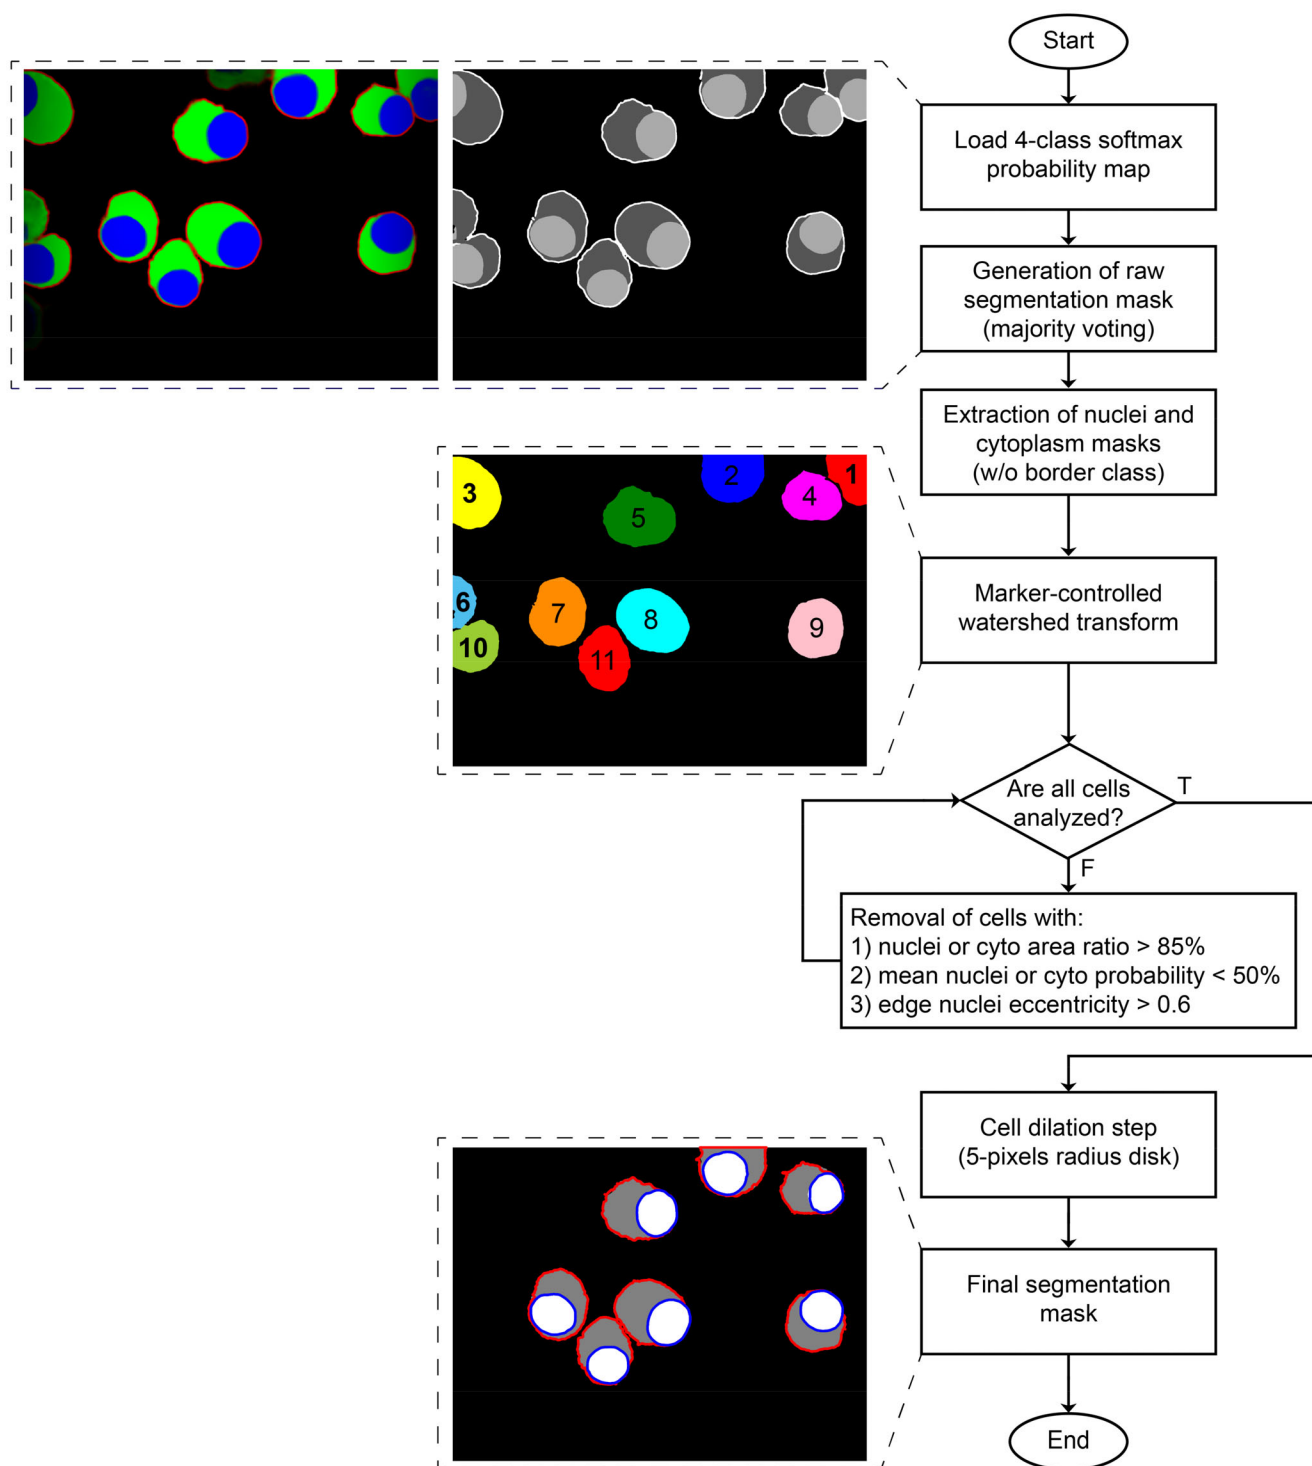 Start
Load 4-class softmax
probability map
Generation of raw
segmentation mask
(majority voting)
Extraction of nuclei and
cytoplasm masks
(w/o border class)
1
2
3
4
5
6
7
8
9
10
11
Marker-controlled
watershed transform
Are all cells
analyzed?
T
F
Removal of cells with:
1) nuclei or cyto area ratio > 85%
2) mean nuclei or cyto probability < 50%
3) edge nuclei eccentricity > 0.6
Cell dilation step
(5-pixels radius disk)
Final segmentation
mask
End